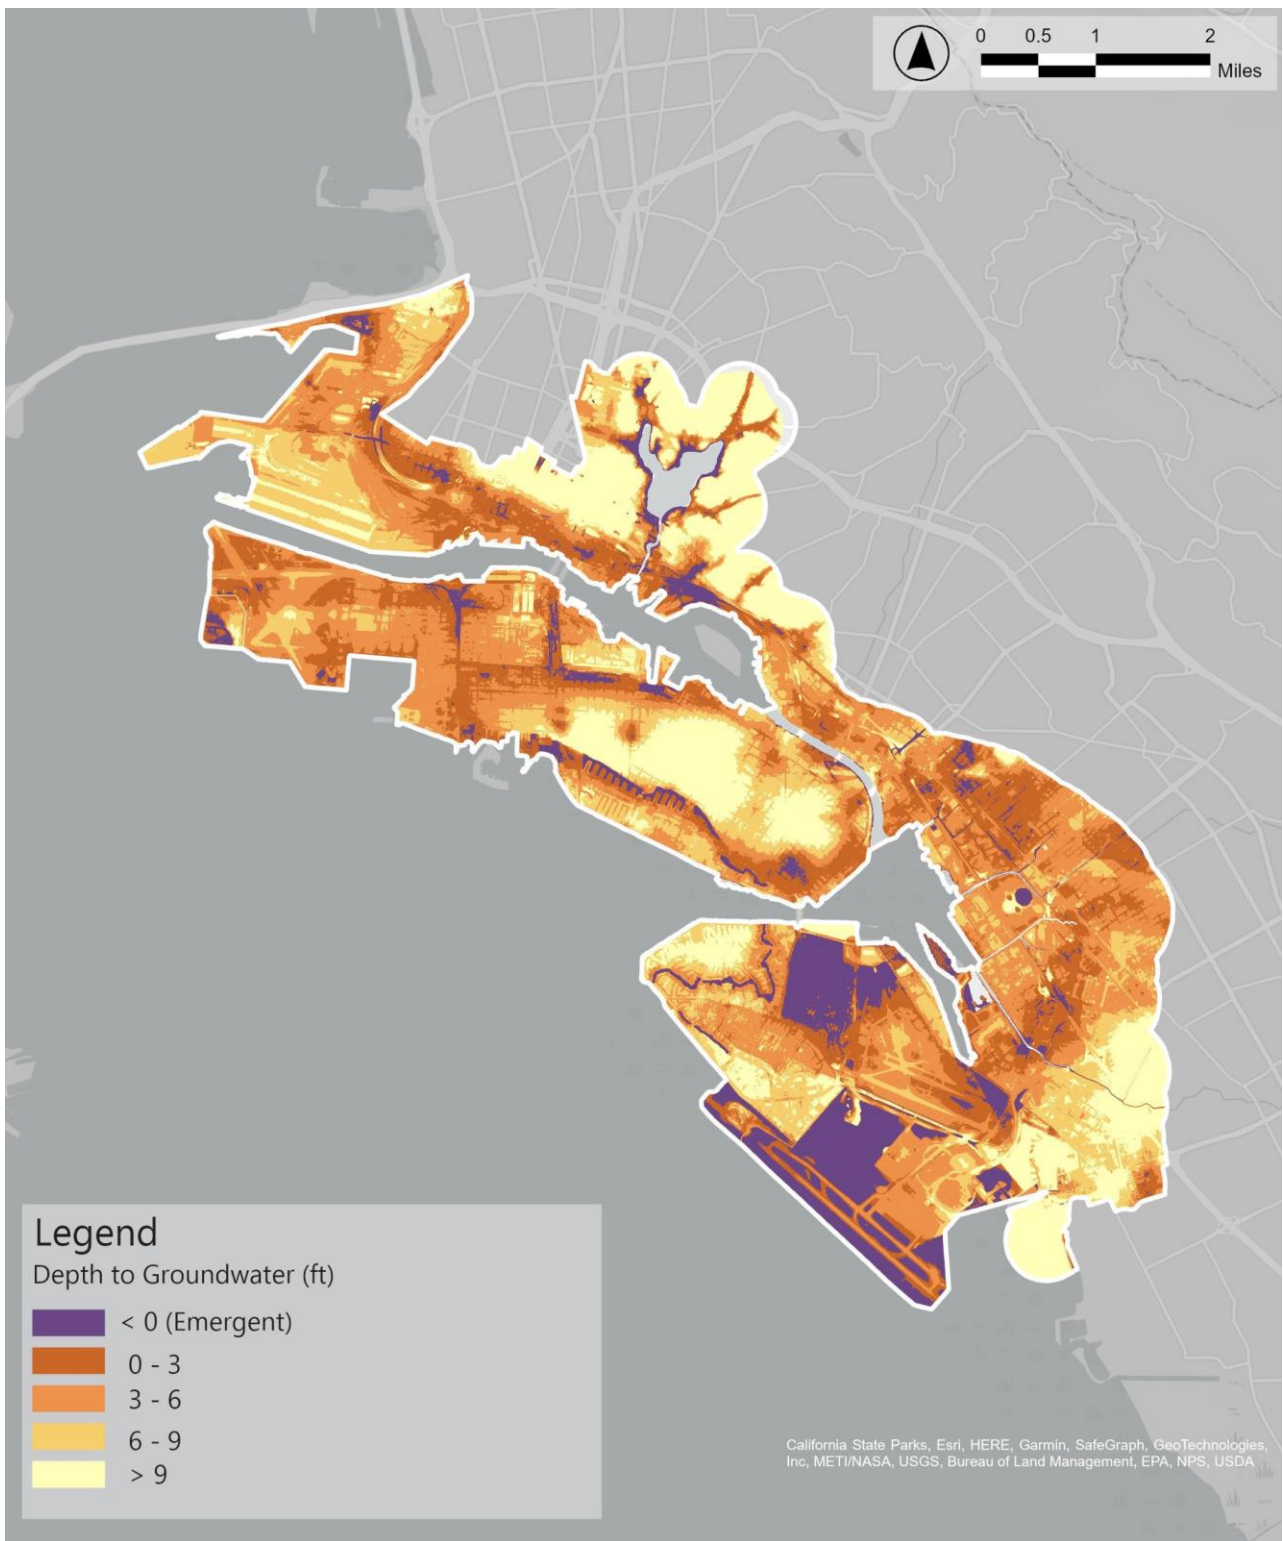 0 0.5 1 2
Miles
Legend
Depth to Groundwater (ft)
< 0 (Emergent)
0 - 3
3 - 6
6 - 9
> 9
California State Parks, Esri, HERE, Garmin, SafeGraph, GeoTechnologies,
Inc, METI/NASA, USGS, Bureau of Land Management, EPA, NPS, USDA